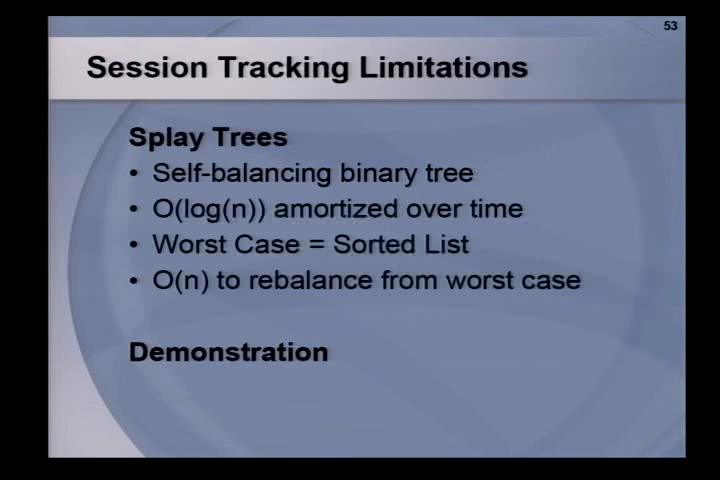 53
Session Tracking Limitations
Splay Trees
• Self-balancing binary tree
• O(log(n)) amortized over time
• Worst Case = Sorted List
• O(n) to rebalance from worst case
Demonstration